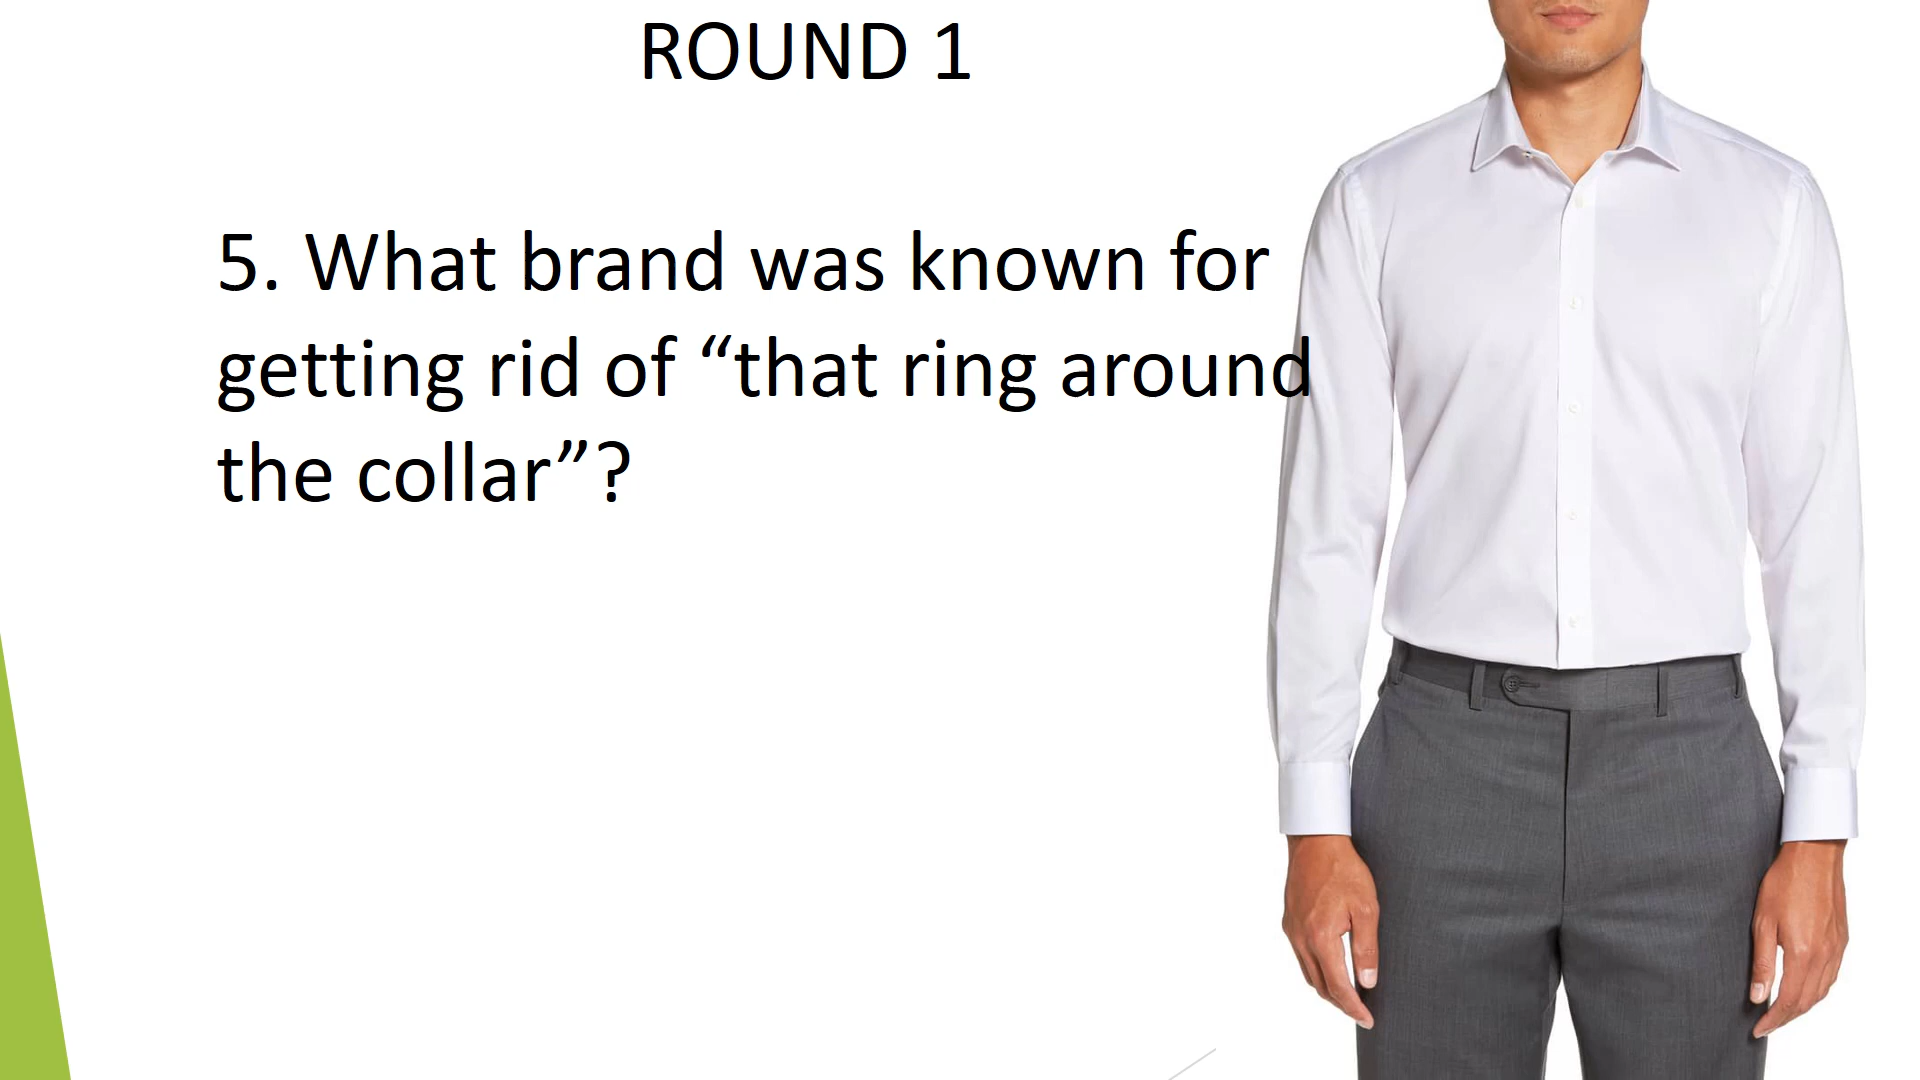 ROUND 1
5. What brand was known for
getting rid of “that ring around
the collar”?